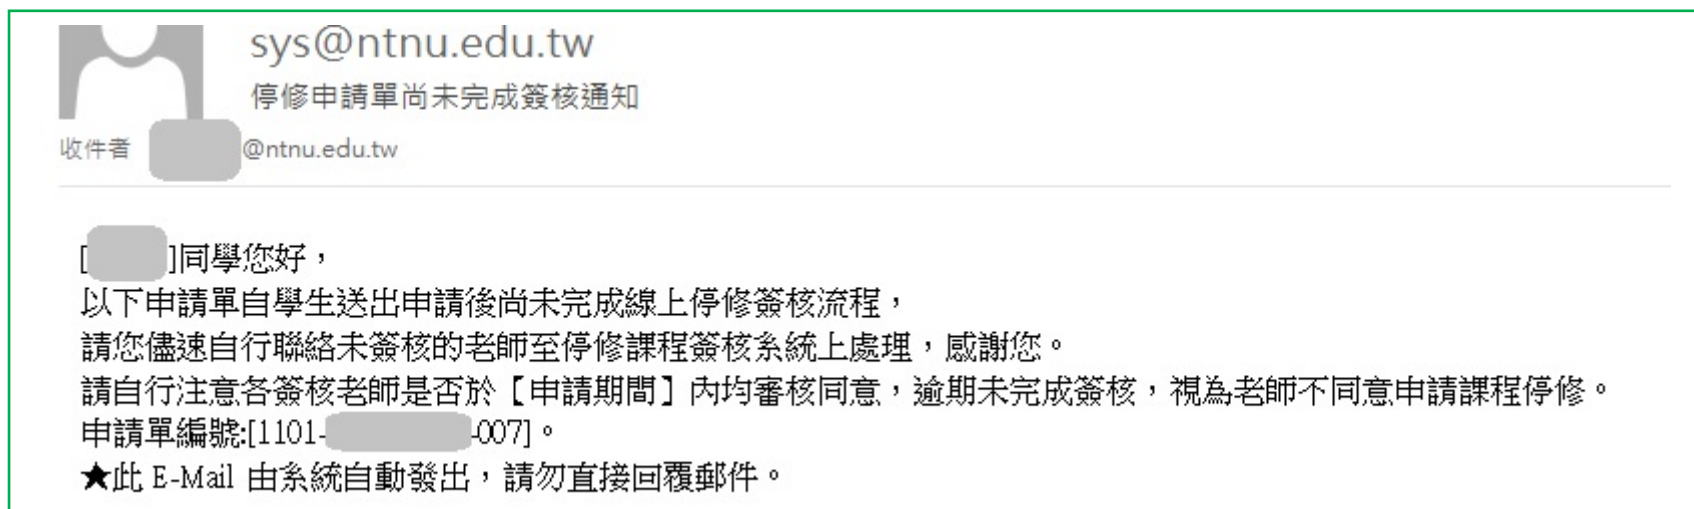 sys@ntnu.edu.tw
停修申請單尚未完成簽核通知
收件者 @ntnu.edu.tw
[ ]同學您好，
以下申請單自學生送出申請後尚未完成線上停修簽核流程，
請您儘速自行聯絡未簽核的老師至停修課程簽核系統上處理，感謝您。
請自行注意各簽核老師是否於【申請期間】內均審核同意，逾期未完成簽核，視為老師不同意申請課程停修。
申請單編號:[1101- -007]。
★此 E-Mail 由系統自動發出，請勿直接回覆郵件。